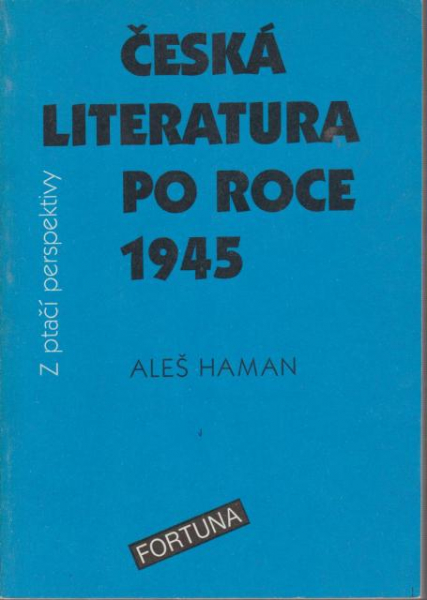 ČESKÁ
LITERATURA
PO ROCE
1945
Z ptačí perspektivy
ALEŠ HAMAN
FORTUNA